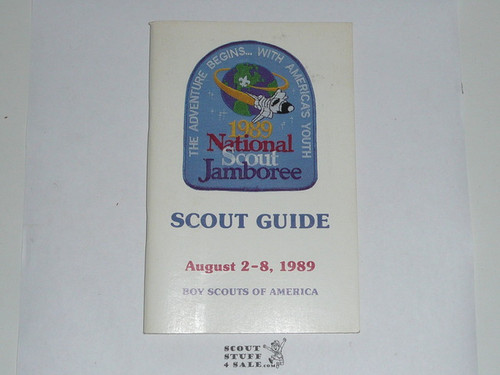 THE ADVENTURE BEGINS... WITH AMERICA'S YOUTH
1989
National
Scout
Jamboree
SCOUT GUIDE
August 2-8, 1989
BOY SCOUTS OF AMERICA
SCOUT
STUFF
4 SALE.com